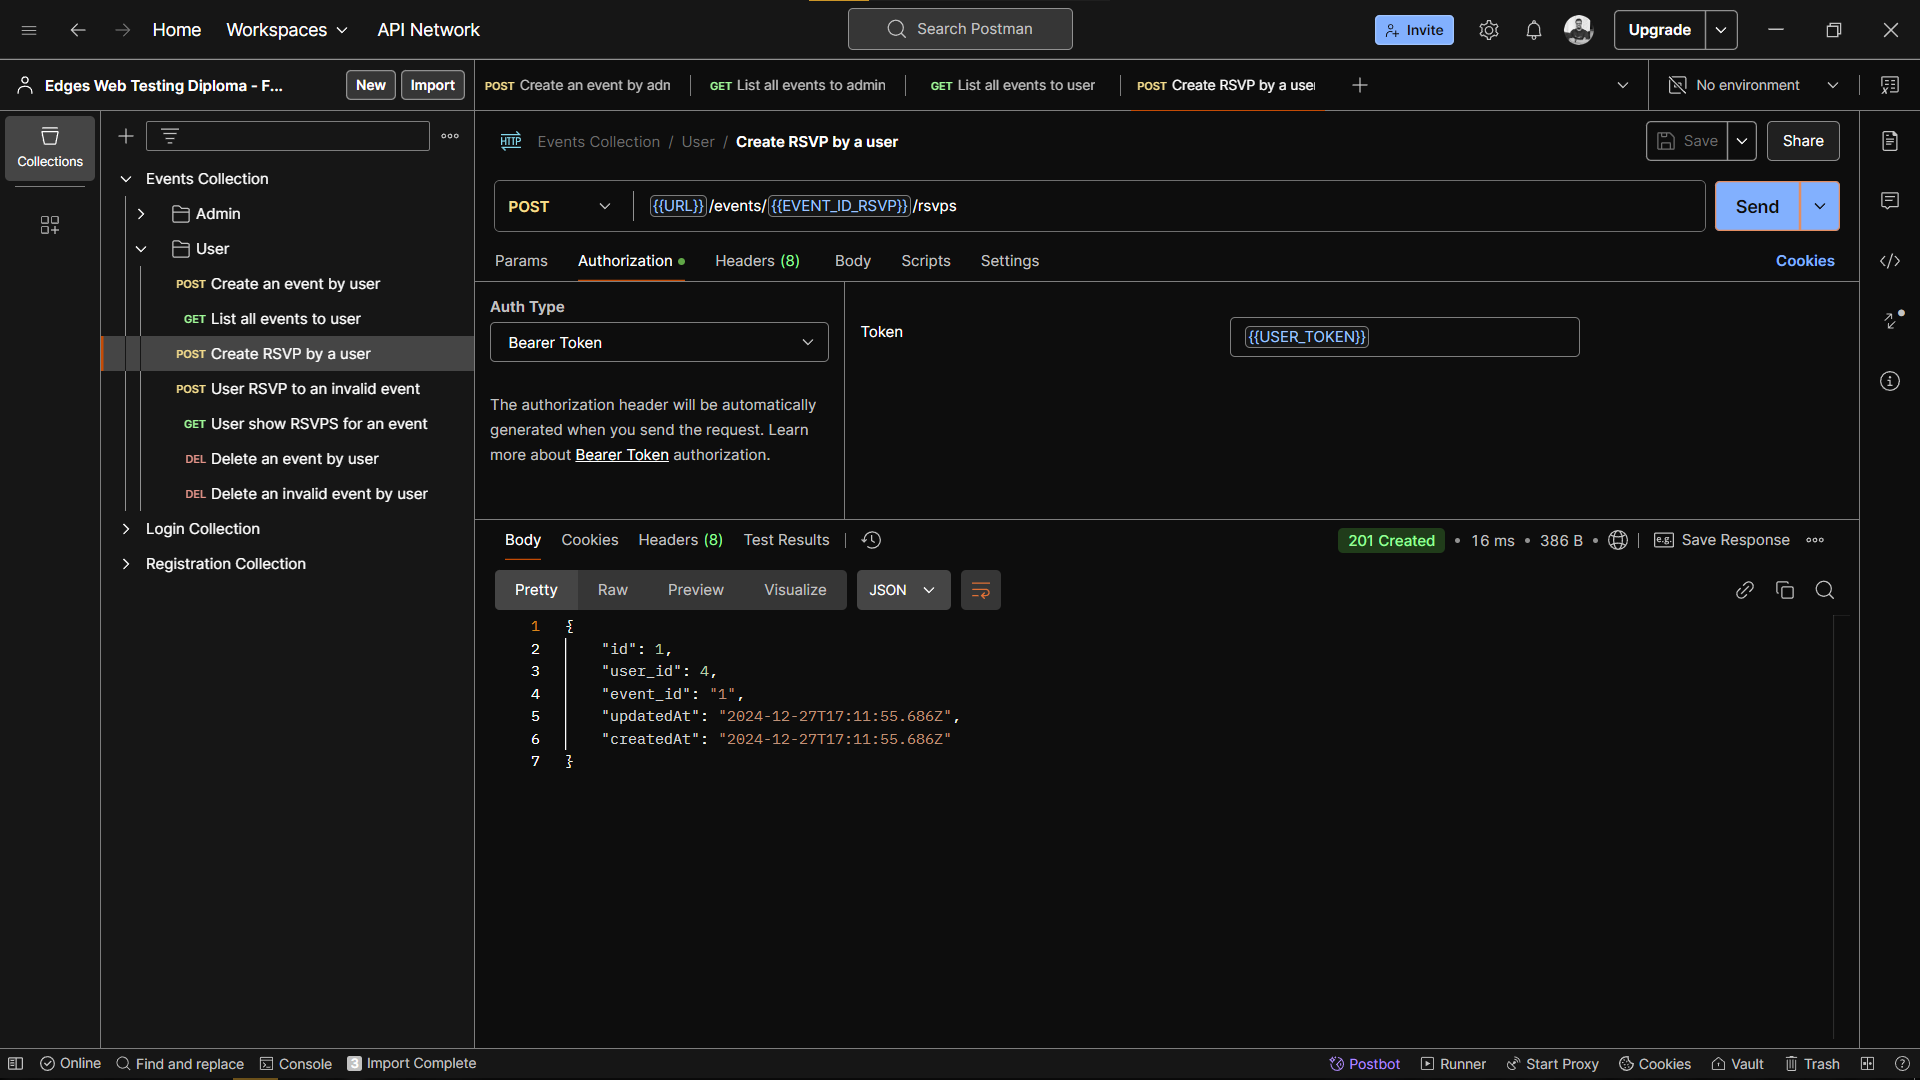 Home
Workspaces
API Network
Search Postman
Invite
Upgrade
Edges Web Testing Diploma - F...
New
Import
POST Create an event by adn
GET List all events to admin
GET List all events to user
POST Create RSVP by a use
No environment
Collections
Events Collection
Admin
User
POST Create an event by user
GET List all events to user
POST Create RSVP by a user
POST User RSVP to an invalid event
GET User show RSVPS for an event
DEL Delete an event by user
DEL Delete an invalid event by user
Login Collection
Registration Collection
HTTP Events Collection / User / Create RSVP by a user
Save
Share
POST
{{URL}}/events/{{EVENT_ID_RSVP}}/rsvps
Send
Params
Authorization
Headers (8)
Body
Scripts
Settings
Cookies
Auth Type
Bearer Token
The authorization header will be automatically
generated when you send the request. Learn
more about Bearer Token authorization.
Token
{{USER_TOKEN}}
Body
Cookies
Headers (8)
Test Results
201 Created • 16 ms • 386 B •
e.g. Save Response
Pretty
Raw
Preview
Visualize
JSON
1 {
2 "id": 1,
3 "user_id": 4,
4 "event_id": "1",
5 "updatedAt": "2024-12-27T17:11:55.686Z",
6 "createdAt": "2024-12-27T17:11:55.686Z"
7 }
Online
Find and replace
Console
3 Import Complete
Postbot
Runner
Start Proxy
Cookies
Vault
Trash